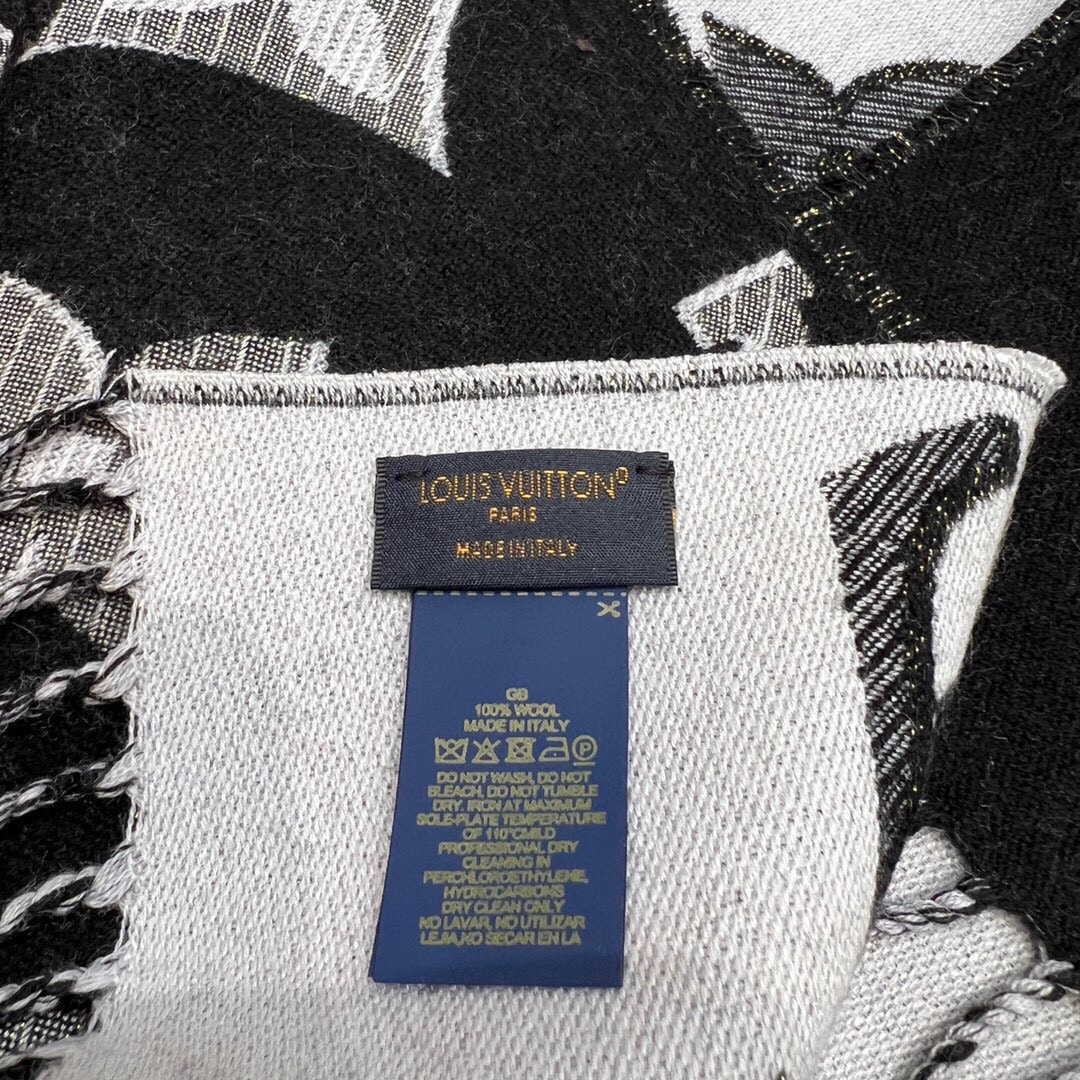 LOUIS VUITTON
PARIS
MADE IN ITALY
GB
100% WOOL
MADE IN ITALY
P
DO NOT WASH, DO NOT
BLEACH, DO NOT TUMBLE
DRY. IRON AT MAXIMUM
SOLE-PLATE TEMPERATURE
OF 110°CMILD
PROFESSIONAL DRY
CLEANING IN
PERCHLOROETHYLENE,
HYDROCARBONS
DRY CLEAN ONLY
NO LAVAR, NO UTILIZAR
LEJIA,NO SECAR EN LA